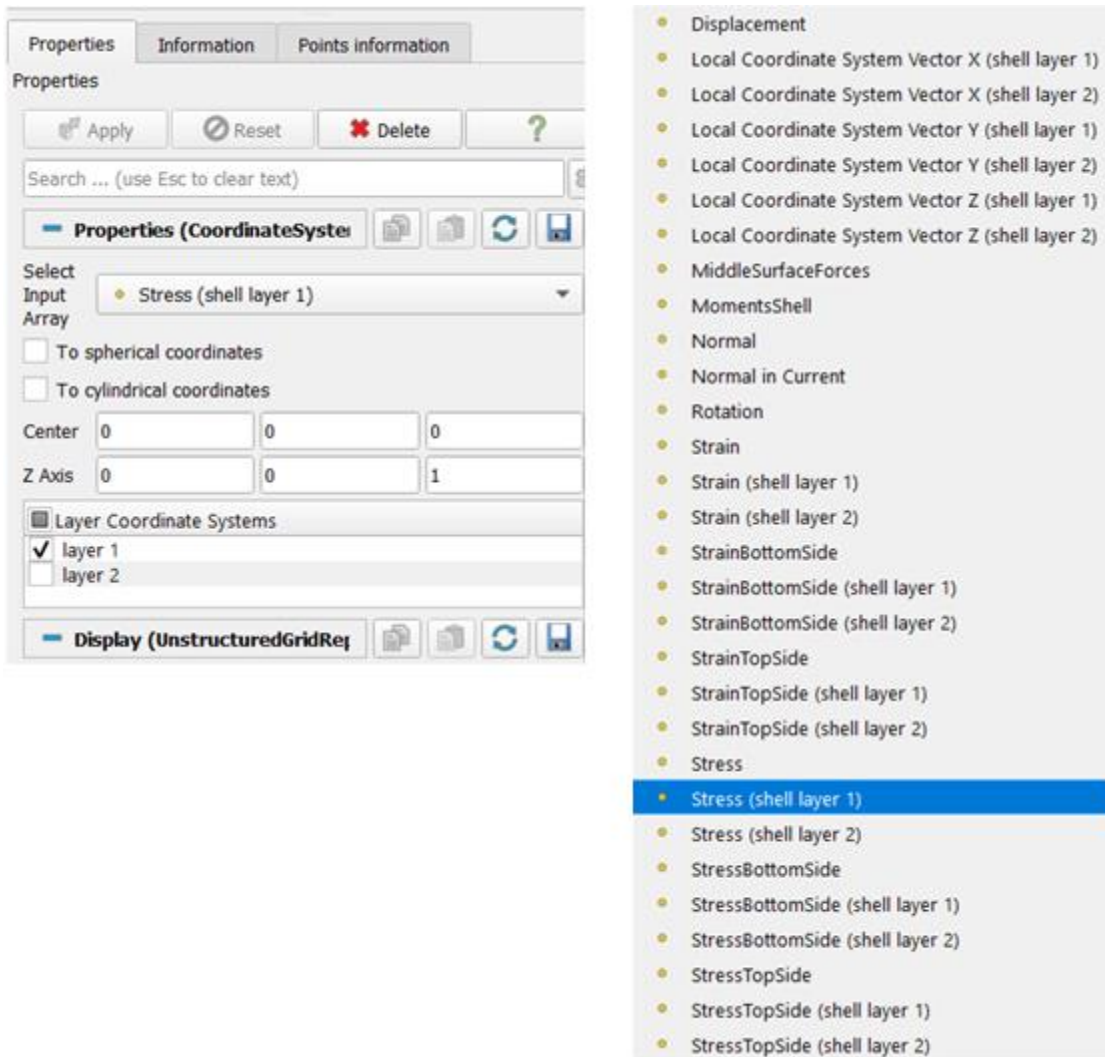 Properties
Information
Points information
Properties
Apply
Reset
Delete
?
Search ... (use Esc to clear text)
Properties (CoordinateSyste
Select
Input
Array
Stress (shell layer 1)
To spherical coordinates
To cylindrical coordinates
Center 0 0 0
Z Axis 0 0 1
Layer Coordinate Systems
layer 1
layer 2
Display (UnstructuredGridRep
Displacement
Local Coordinate System Vector X (shell layer 1)
Local Coordinate System Vector X (shell layer 2)
Local Coordinate System Vector Y (shell layer 1)
Local Coordinate System Vector Y (shell layer 2)
Local Coordinate System Vector Z (shell layer 1)
Local Coordinate System Vector Z (shell layer 2)
MiddleSurfaceForces
MomentsShell
Normal
Normal in Current
Rotation
Strain
Strain (shell layer 1)
Strain (shell layer 2)
StrainBottomSide
StrainBottomSide (shell layer 1)
StrainBottomSide (shell layer 2)
StrainTopSide
StrainTopSide (shell layer 1)
StrainTopSide (shell layer 2)
Stress
Stress (shell layer 1)
Stress (shell layer 2)
StressBottomSide
StressBottomSide (shell layer 1)
StressBottomSide (shell layer 2)
StressTopSide
StressTopSide (shell layer 1)
StressTopSide (shell layer 2)